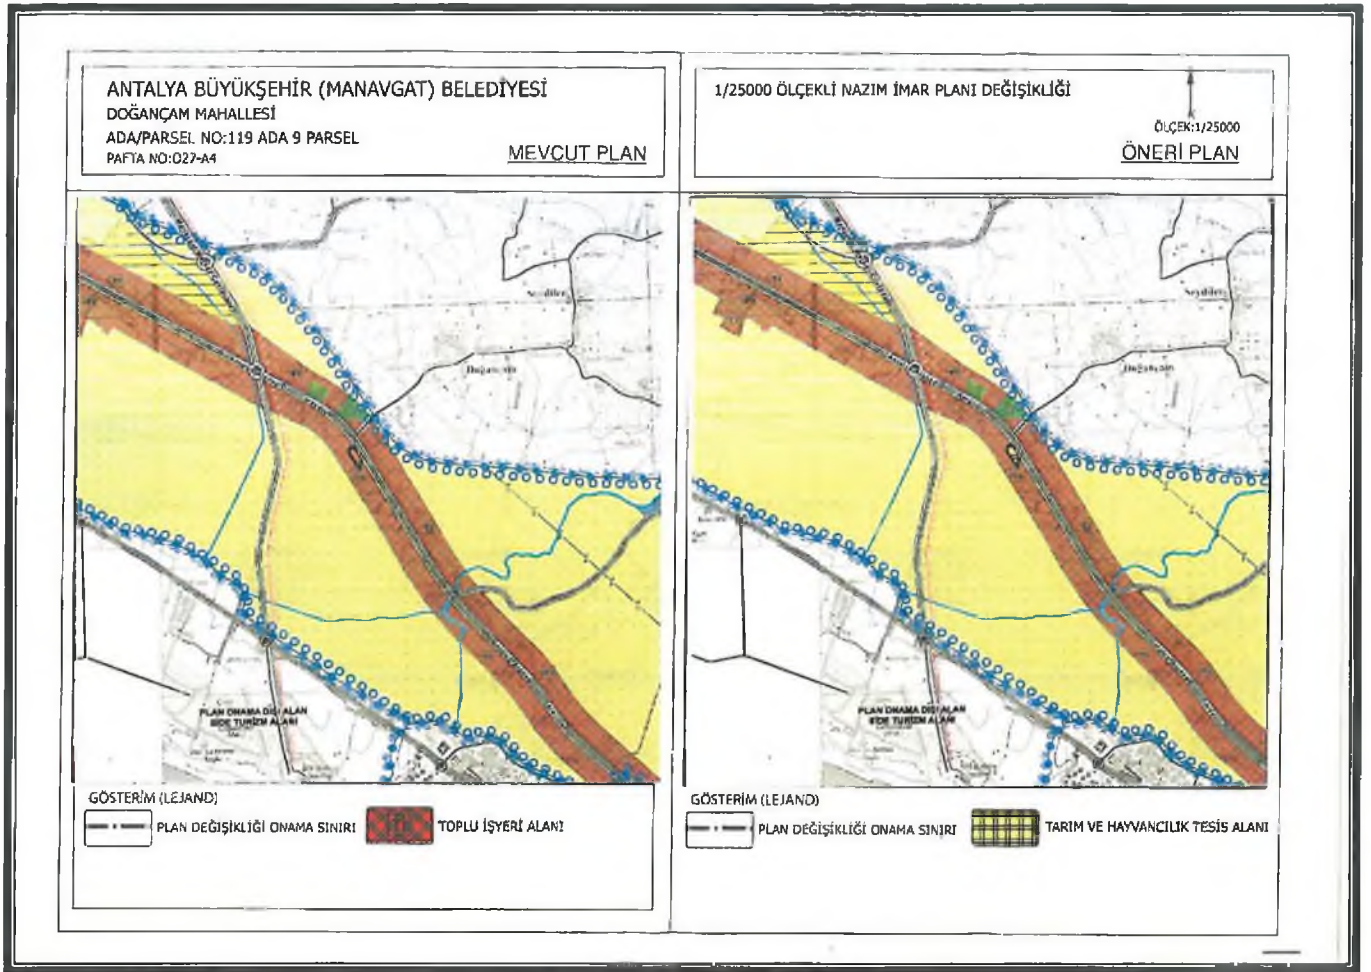 ANTALYA BÜYÜKŞEHİR (MANAVGAT) BELEDİYESİ
DOĞANÇAM MAHALLESİ
ADA/PARSEL NO:119 ADA 9 PARSEL
PAFTA NO:O27-A4
MEVCUT PLAN
1/25000 ÖLÇEKLİ NAZIM İMAR PLANI DEĞİŞİKLİĞİ
ÖLÇEK:1/25000
ÖNERİ PLAN
Seydiler
Doğançam
PLAN ONAMA DIŞI ALAN
SİDE TURİZM ALANI
Seydiler
Doğançam
PLAN ONAMA DIŞI ALAN
SİDE TURİZM ALANI
GÖSTERİM (LEJAND)
PLAN DEĞİŞİKLİĞİ ONAMA SINIRI
TOPLU İŞYERİ ALANI
GÖSTERİM (LEJAND)
PLAN DEĞİŞİKLİĞİ ONAMA SINIRI
TARIM VE HAYVANCILIK TESİS ALANI